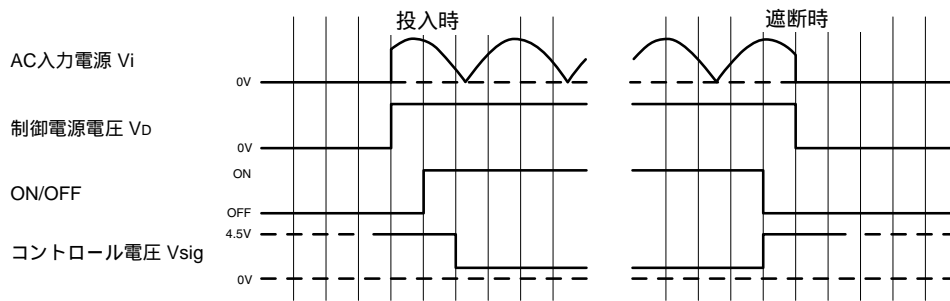 投入時
遮断時
AC入力電源 Vi
0V
制御電源電圧 VD
0V
ON/OFF
ON
OFF
コントロール電圧 Vsig
4.5V
0V